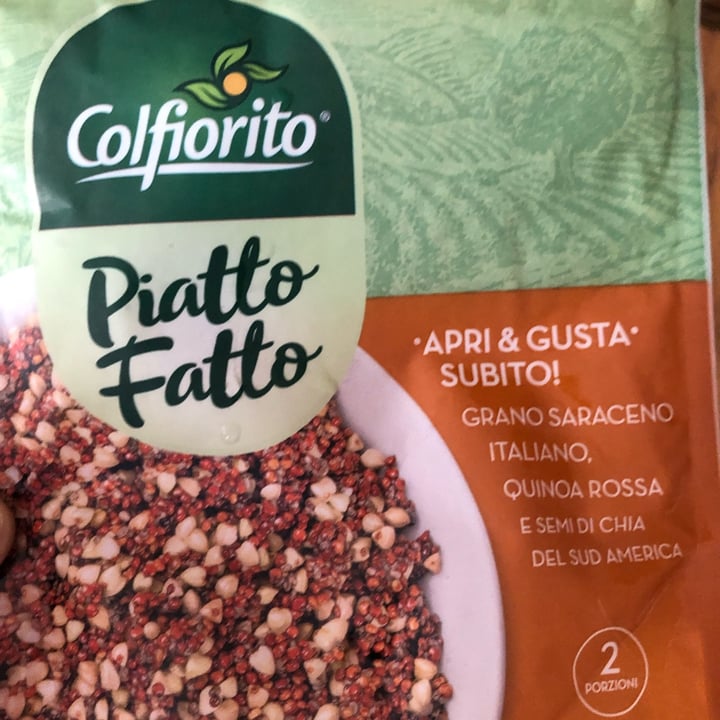 Colfiorito®
Piatto
Fatto
·APRI & GUSTA·
SUBITO!
GRANO SARACENO
ITALIANO,
QUINOA ROSSA
E SEMI DI CHIA
DEL SUD AMERICA
2
PORZIONI